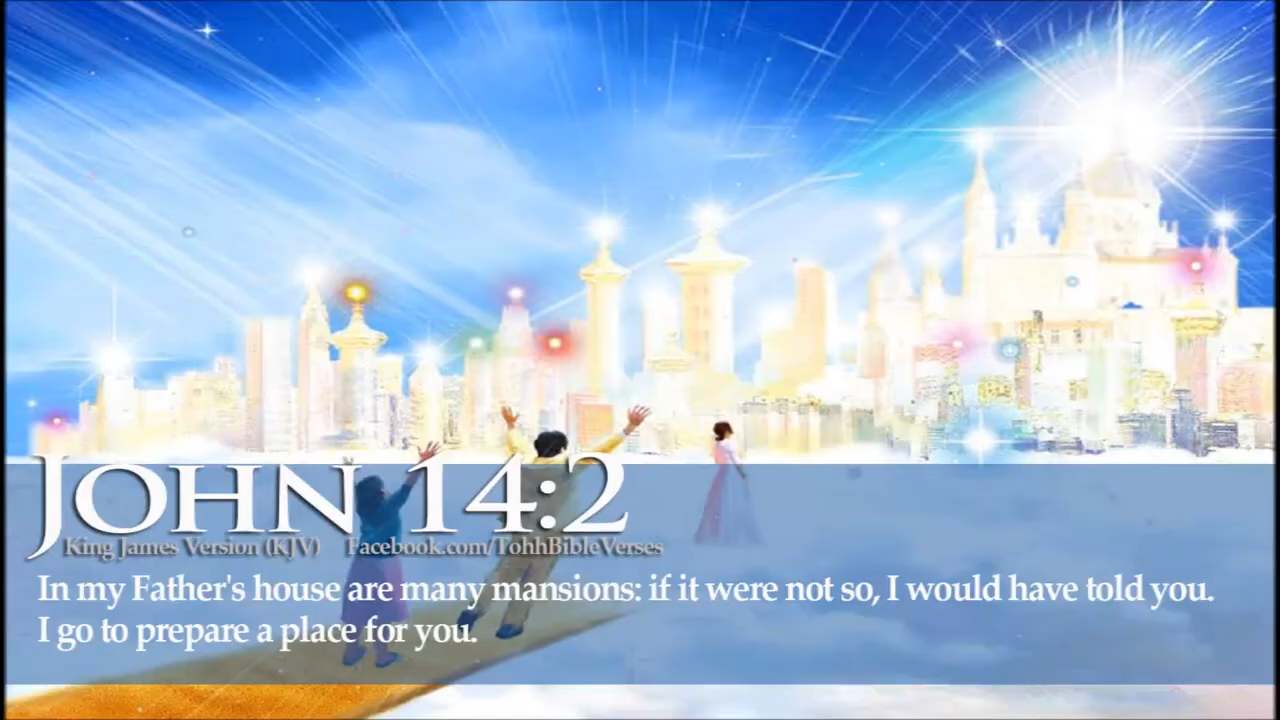 JOHN 14:2
King James Version (KJV) Facebook.com/TohhBibleVerses
In my Father's house are many mansions: if it were not so, I would have told you.
I go to prepare a place for you.